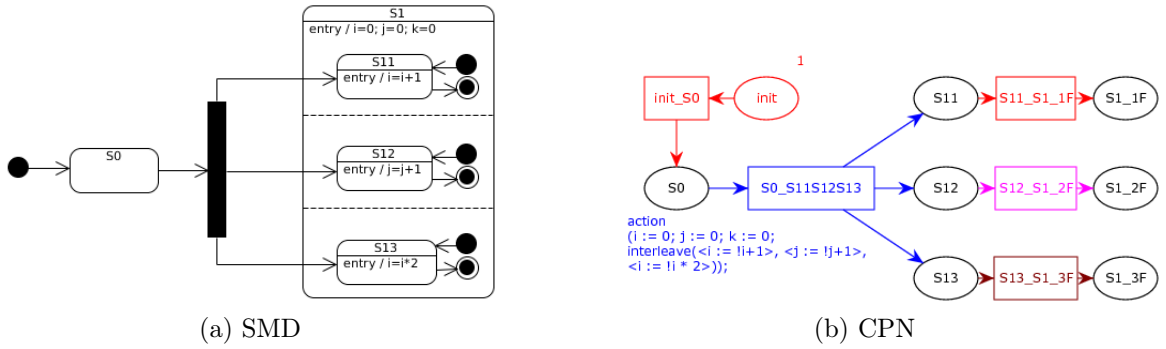 S1
entry / i=0; j=0; k=0
S11
entry / i=i+1
S0
S12
entry / j=j+1
S13
entry / i=i*2
(a) SMD
1
init_S0
init
S11
S11_S1_1F
S1_1F
S0
S0_S11S12S13
S12
S12_S1_2F
S1_2F
action
(i := 0; j := 0; k := 0;
interleave(<i := !i+1>, <j := !j+1>,
<i := !i * 2>));
S13
S13_S1_3F
S1_3F
(b) CPN